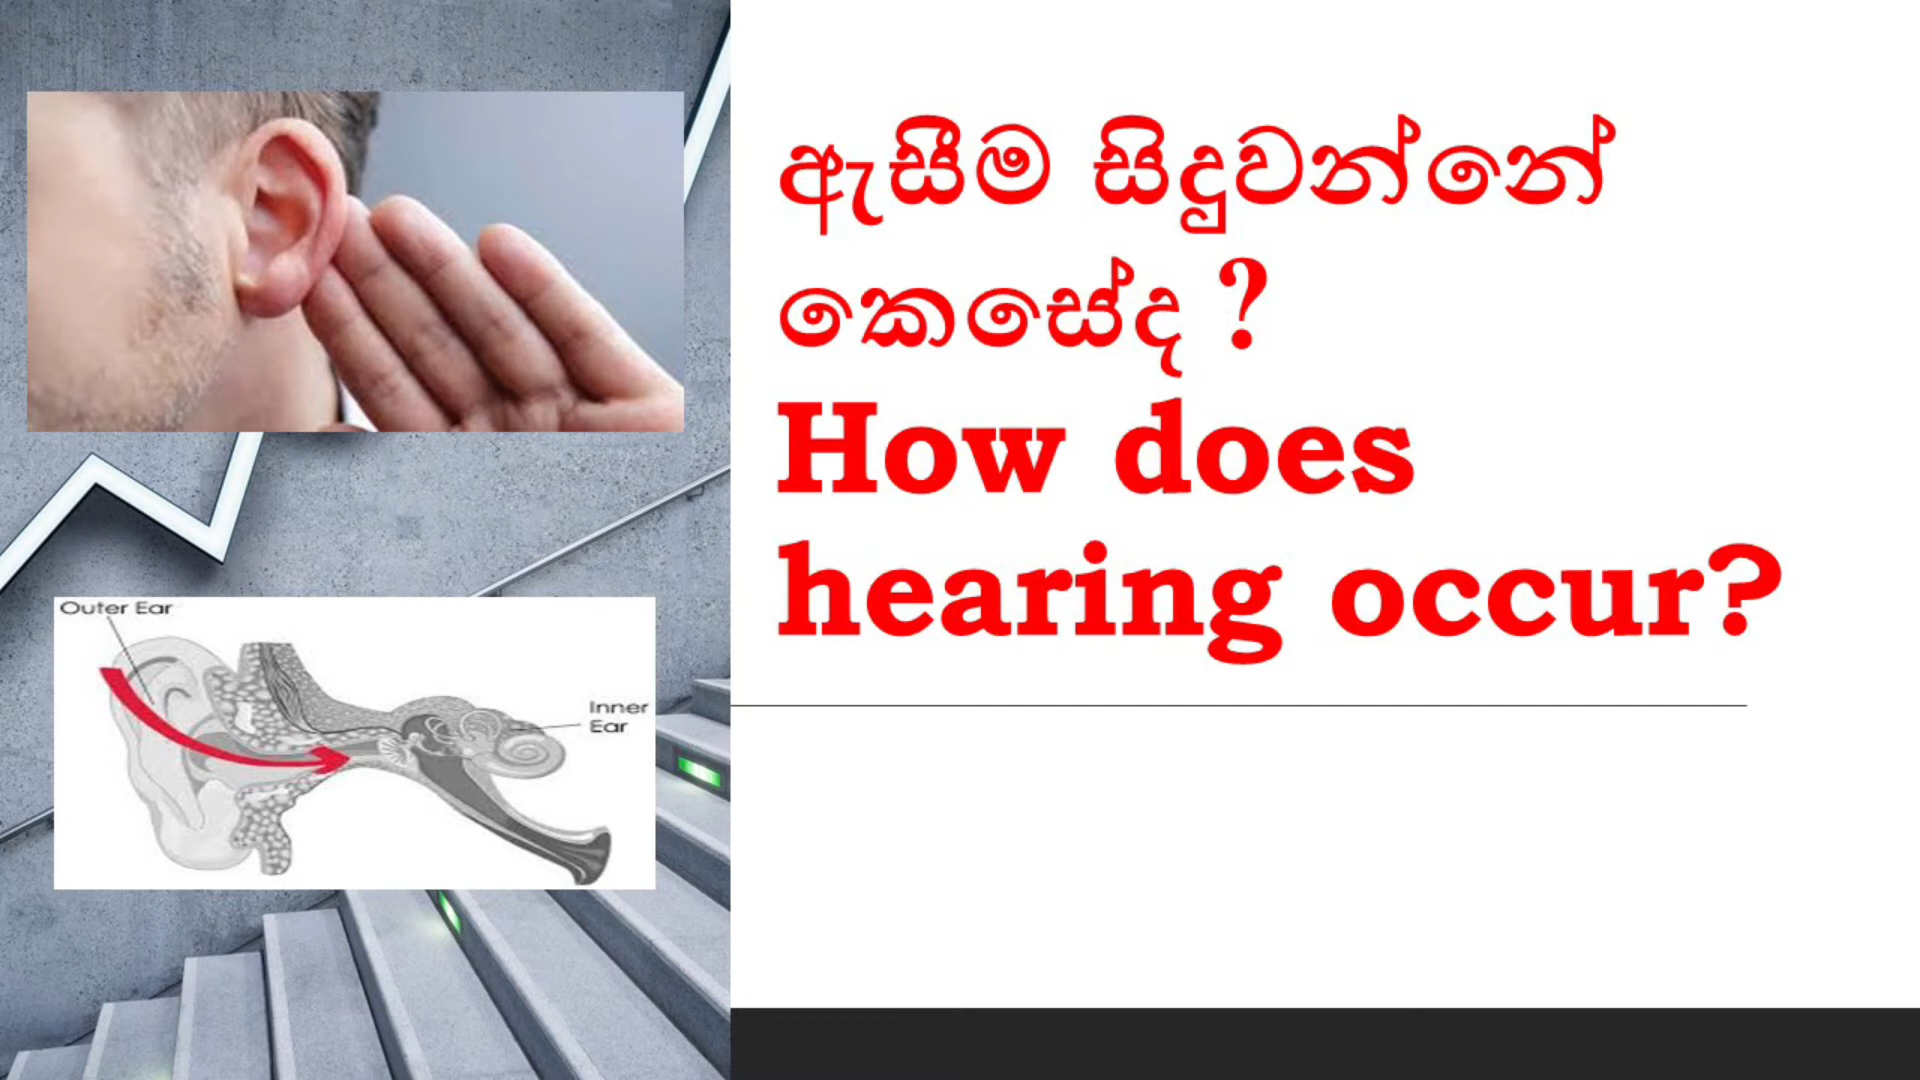 ඇසීම සිදුවන්නේ
කෙසේද ?
How does
hearing occur?
Outer Ear
Inner
Ear